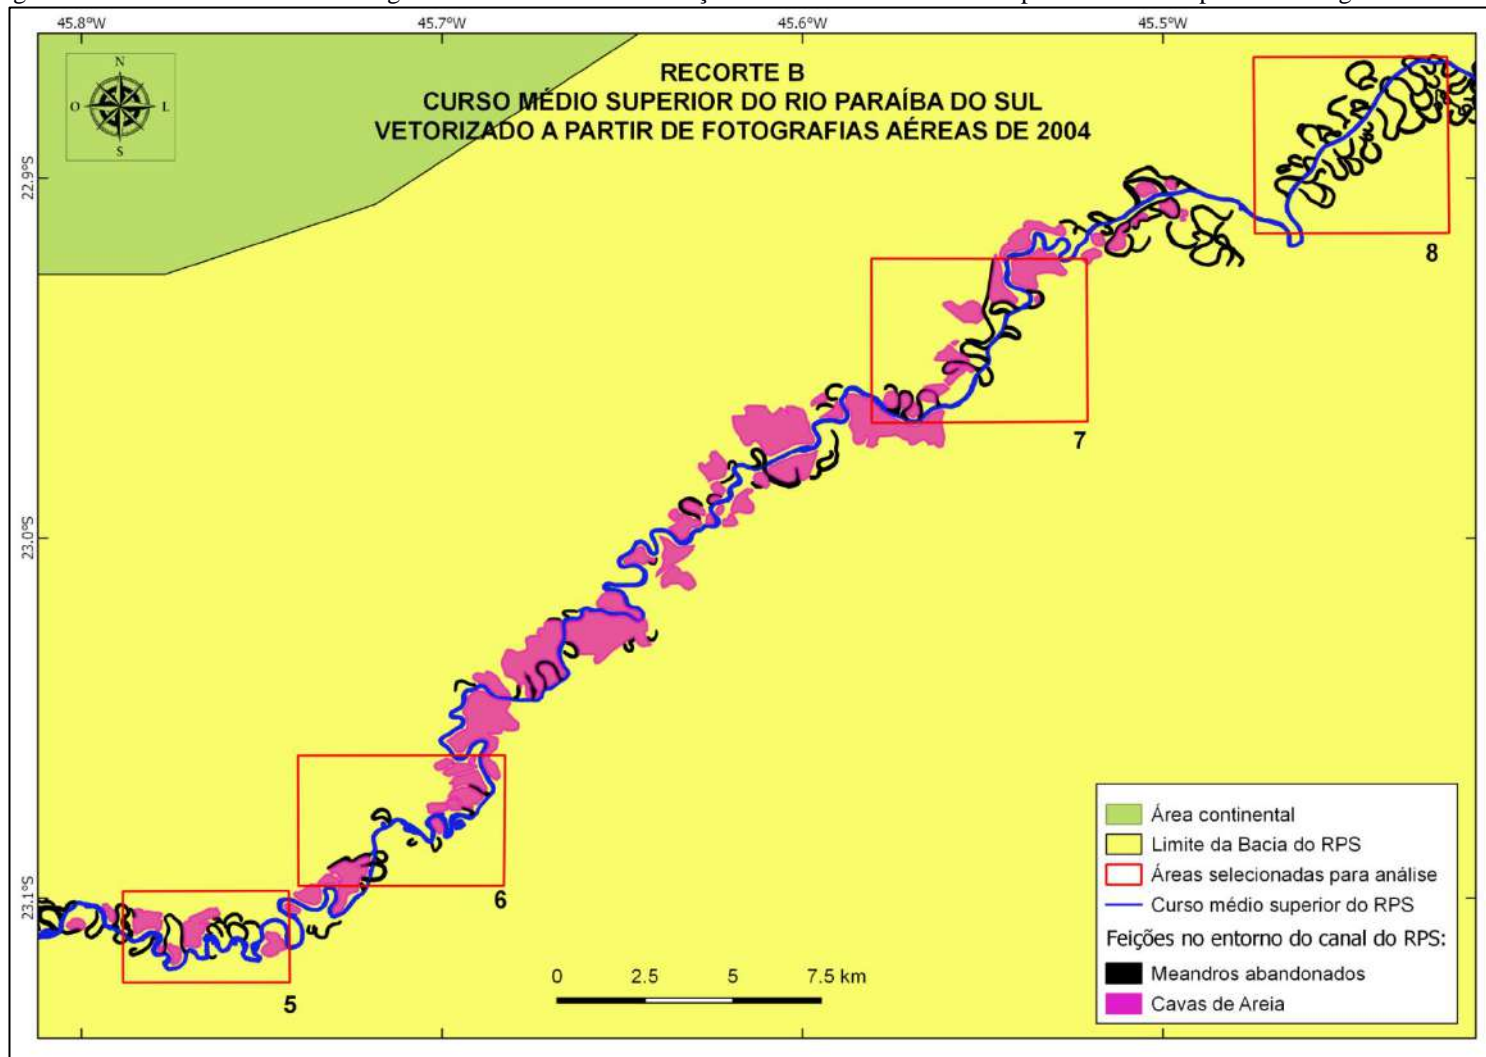 45.8°W 45.7°W 45.6°W 45.5°W
RECORTE B
CURSO MÉDIO SUPERIOR DO RIO PARAÍBA DO SUL
VETORIZADO A PARTIR DE FOTOGRAFIAS AÉREAS DE 2004
N
O L
S
22.9°S
8
7
23.0°S
6
23.1°S
5
0 2.5 5 7.5 km
Área continental
Limite da Bacia do RPS
Áreas selecionadas para análise
Curso médio superior do RPS
Feições no entorno do canal do RPS:
Meandros abandonados
Cavas de Areia